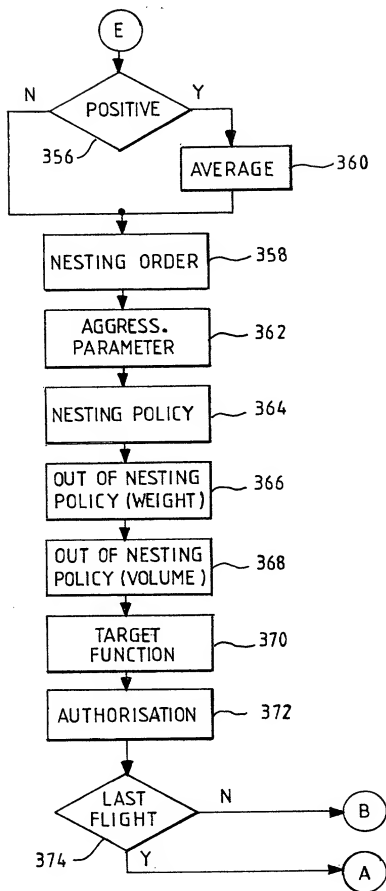 E
N
POSITIVE
Y
356
AVERAGE
360
NESTING ORDER
358
AGGRESS.
PARAMETER
362
NESTING POLICY
364
OUT OF NESTING
POLICY (WEIGHT)
366
OUT OF NESTING
POLICY (VOLUME)
368
TARGET
FUNCTION
370
AUTHORISATION
372
LAST
FLIGHT
N
B
374
Y
A